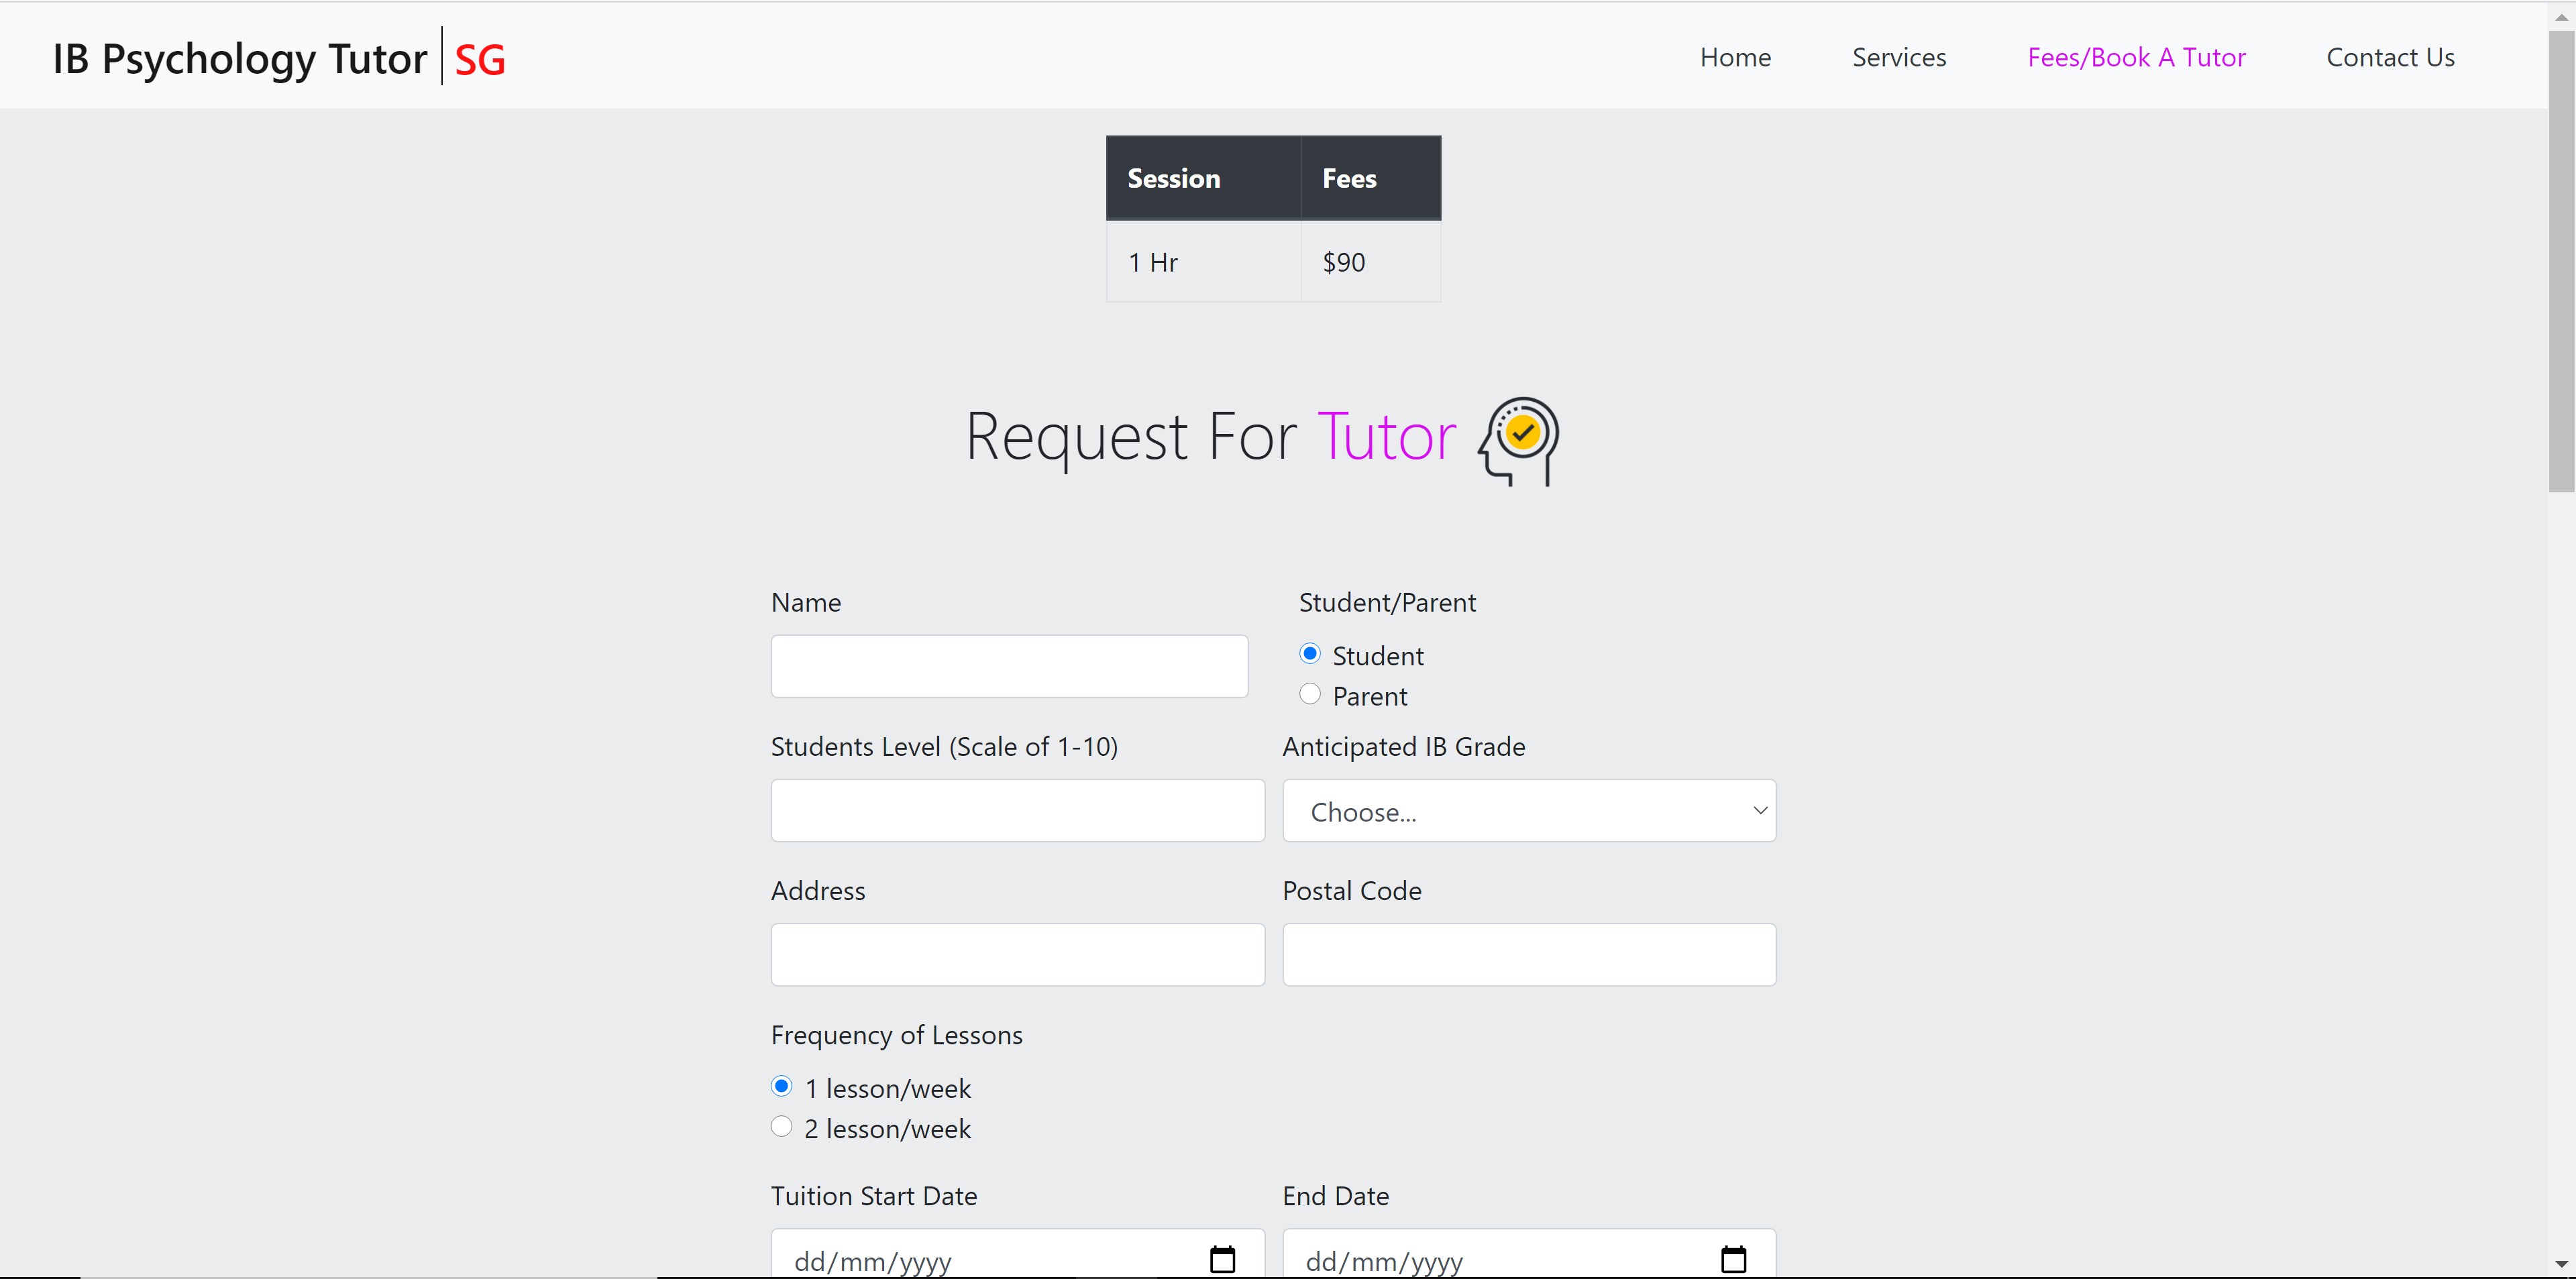 IB Psychology Tutor SG
Home Services Fees/Book A Tutor Contact Us
Session Fees
1 Hr $90
Request For Tutor
Name Student/Parent
Student
Parent
Students Level (Scale of 1-10) Anticipated IB Grade
Choose...
Address Postal Code
Frequency of Lessons
1 lesson/week
2 lesson/week
Tuition Start Date End Date
dd/mm/yyyy dd/mm/yyyy